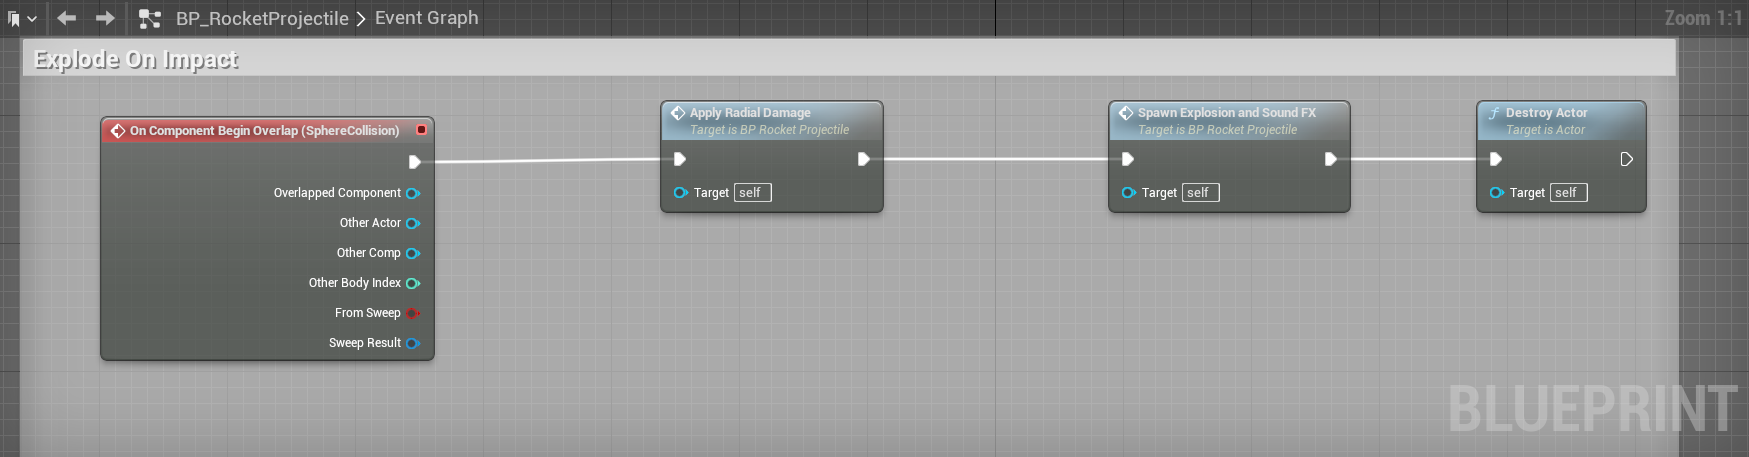 BP_RocketProjectile > Event Graph
Zoom 1:1
Explode On Impact
On Component Begin Overlap (SphereCollision)
Overlapped Component
Other Actor
Other Comp
Other Body Index
From Sweep
Sweep Result
Apply Radial Damage
Target is BP Rocket Projectile
Target self
Spawn Explosion and Sound FX
Target is BP Rocket Projectile
Target self
f Destroy Actor
Target is Actor
Target self
BLUEPRINT